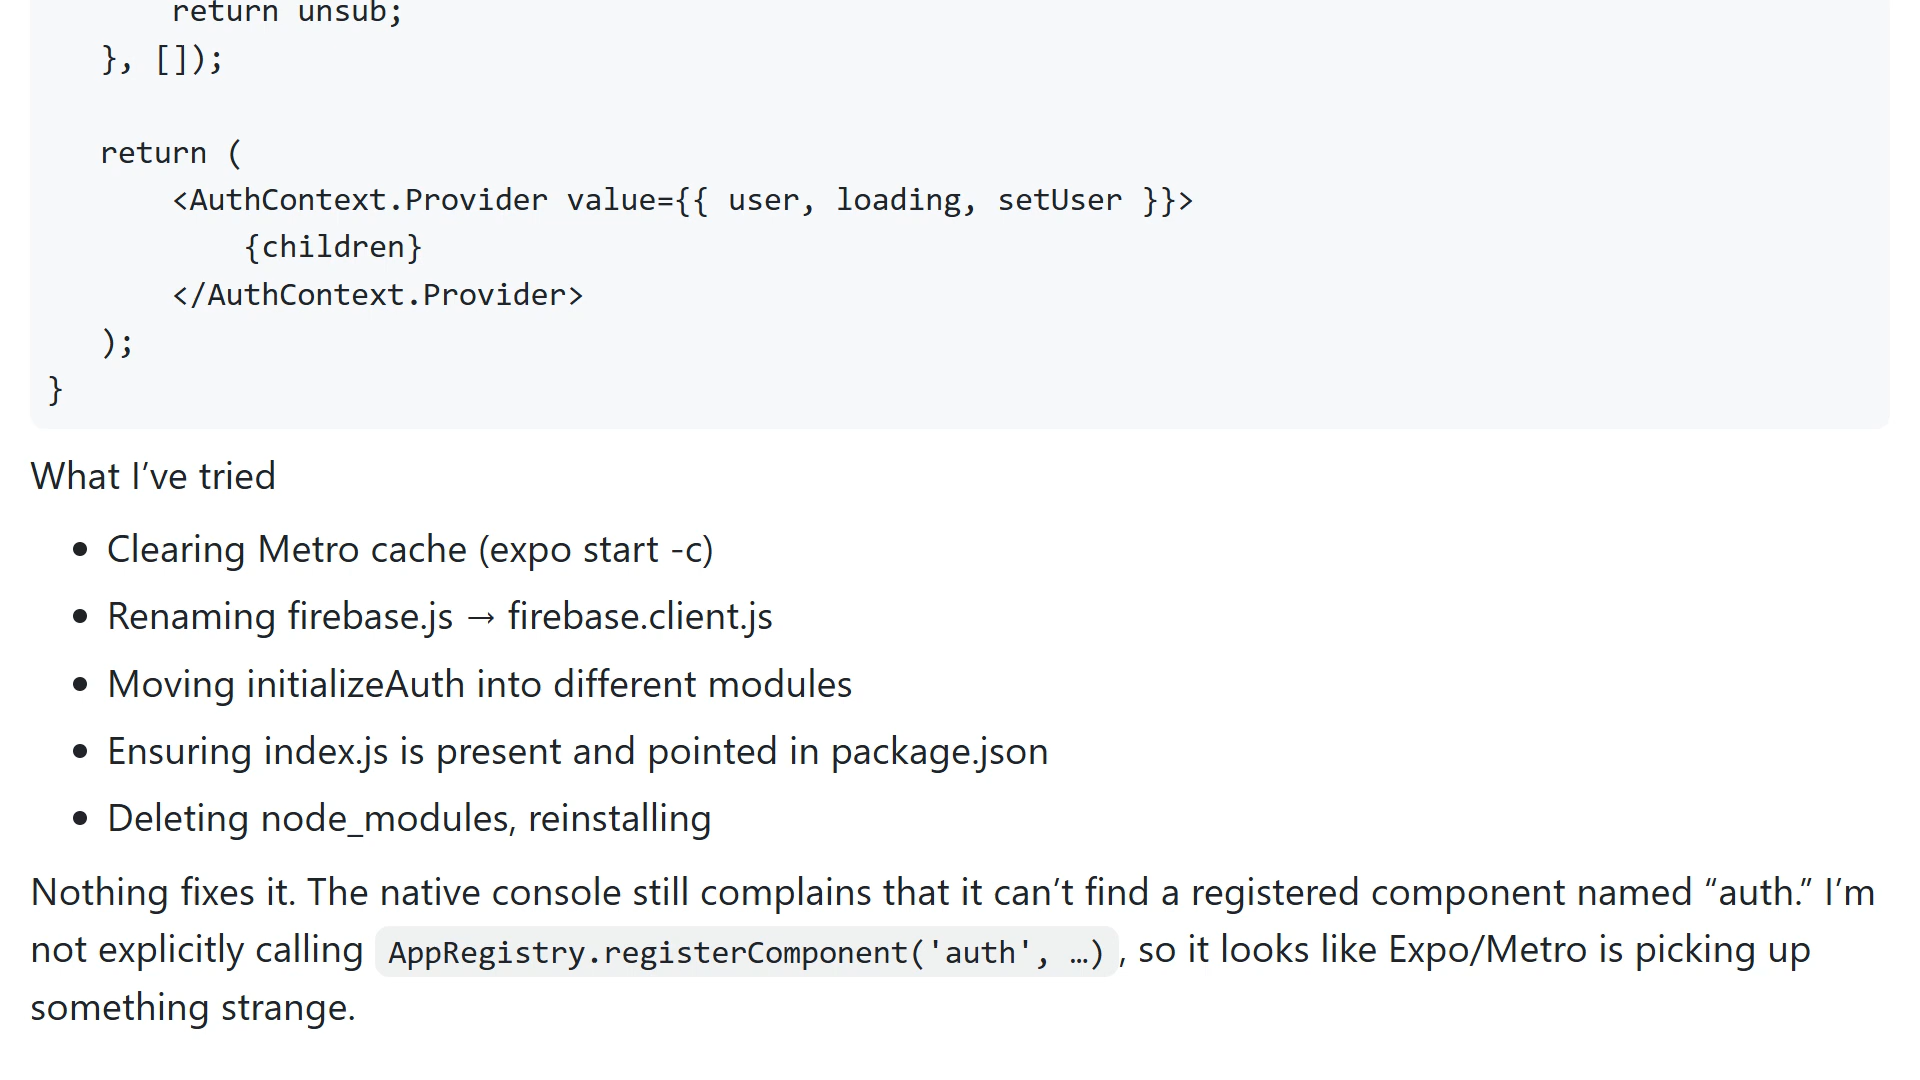 return unsub;
}, []);
return (
<AuthContext.Provider value={{ user, loading, setUser }}>
{children}
</AuthContext.Provider>
);
}
What I’ve tried
• Clearing Metro cache (expo start -c)
• Renaming firebase.js → firebase.client.js
• Moving initializeAuth into different modules
• Ensuring index.js is present and pointed in package.json
• Deleting node_modules, reinstalling
Nothing fixes it. The native console still complains that it can’t find a registered component named “auth.” I’m
not explicitly calling AppRegistry.registerComponent('auth', …), so it looks like Expo/Metro is picking up
something strange.